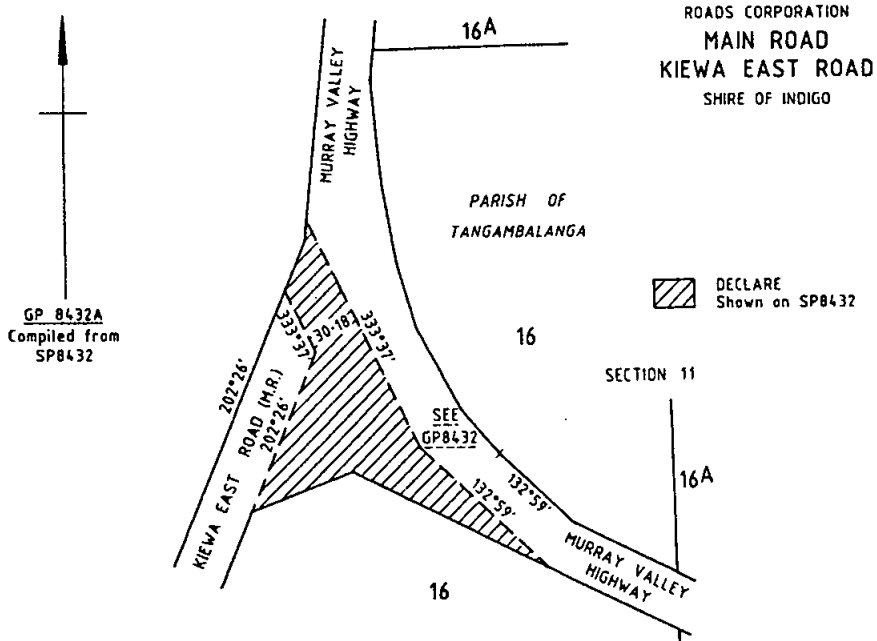 ROADS CORPORATION
MAIN ROAD
KIEWA EAST ROAD
SHIRE OF INDIGO
16A
MURRAY VALLEY
HIGHWAY
PARISH OF
TANGAMBALANGA
DECLARE
Shown on SP8432
GP 8432A
Compiled from
SP8432
333°37'
30·18
333°37'
16
SECTION 11
202°26'
KIEWA EAST ROAD (M.R.)
202°26'
SEE
GP8432
132°59'
132°59'
16A
MURRAY VALLEY
HIGHWAY
16